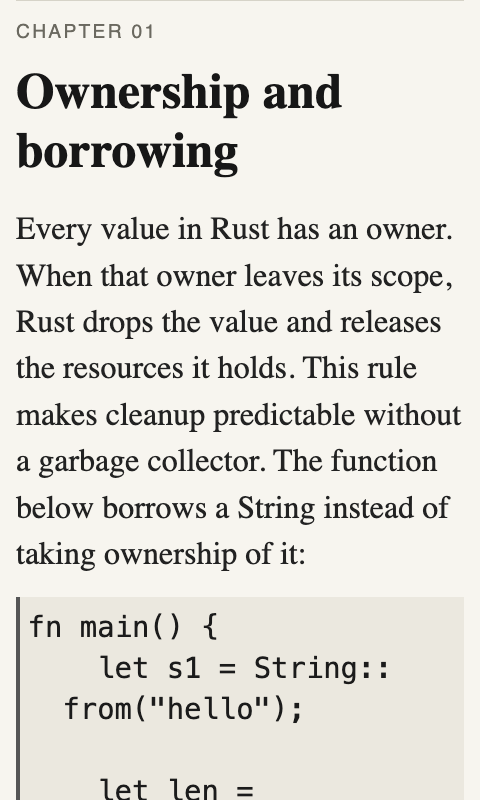 CHAPTER 01
Ownership and
borrowing
Every value in Rust has an owner.
When that owner leaves its scope,
Rust drops the value and releases
the resources it holds. This rule
makes cleanup predictable without
a garbage collector. The function
below borrows a String instead of
taking ownership of it:
fn main() {
    let s1 = String::
  from("hello");
    let len =